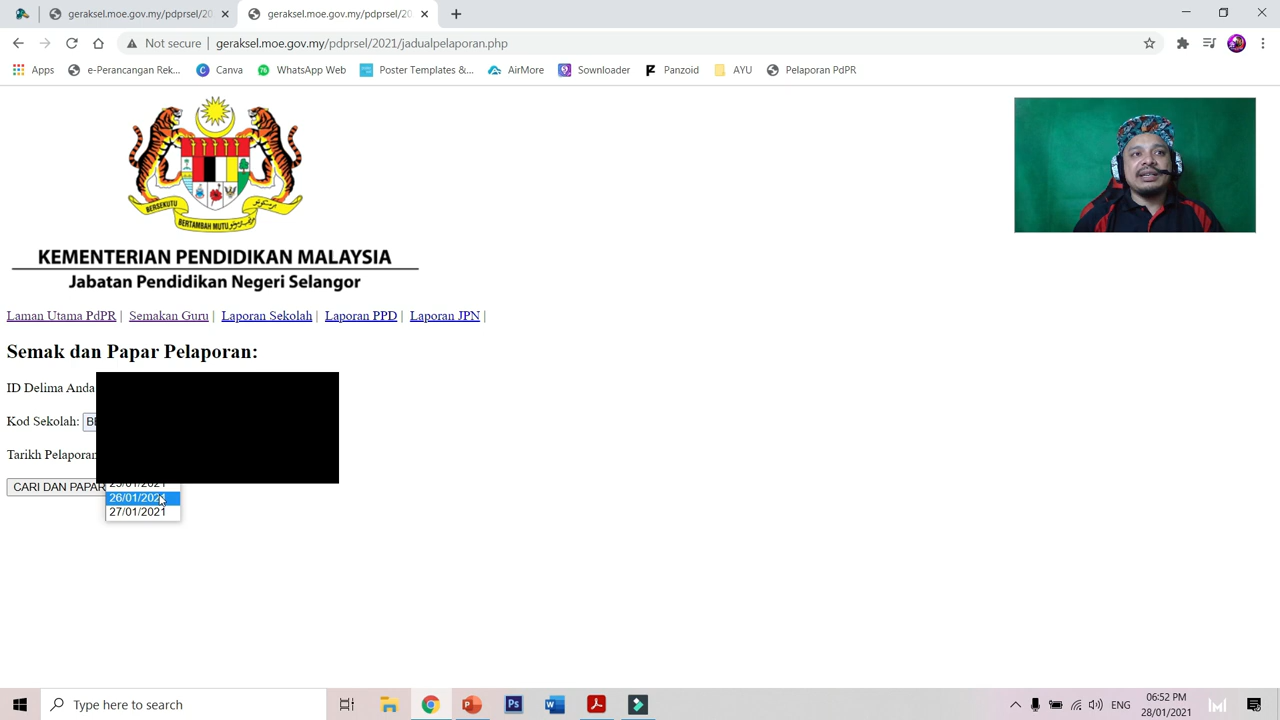 geraksel.moe.gov.my/pdprsel/20
geraksel.moe.gov.my/pdprsel/20
Not secure
geraksel.moe.gov.my/pdprsel/2021/jadualpelaporan.php
Apps
e-Perancangan Rek...
Canva
WhatsApp Web
Poster Templates &...
AirMore
Sownloader
Panzoid
AYU
Pelaporan PdPR
BERSEKUTU
BERTAMBAH MUTU
KEMENTERIAN PENDIDIKAN MALAYSIA
Jabatan Pendidikan Negeri Selangor
Laman Utama PdPR | Semakan Guru | Laporan Sekolah | Laporan PPD | Laporan JPN |
Semak dan Papar Pelaporan:
ID Delima Anda
Kod Sekolah:
Tarikh Pelaporan
CARI DAN PAPAR
25/01/2021
26/01/2021
27/01/2021
Type here to search
ENG
06:52 PM
28/01/2021